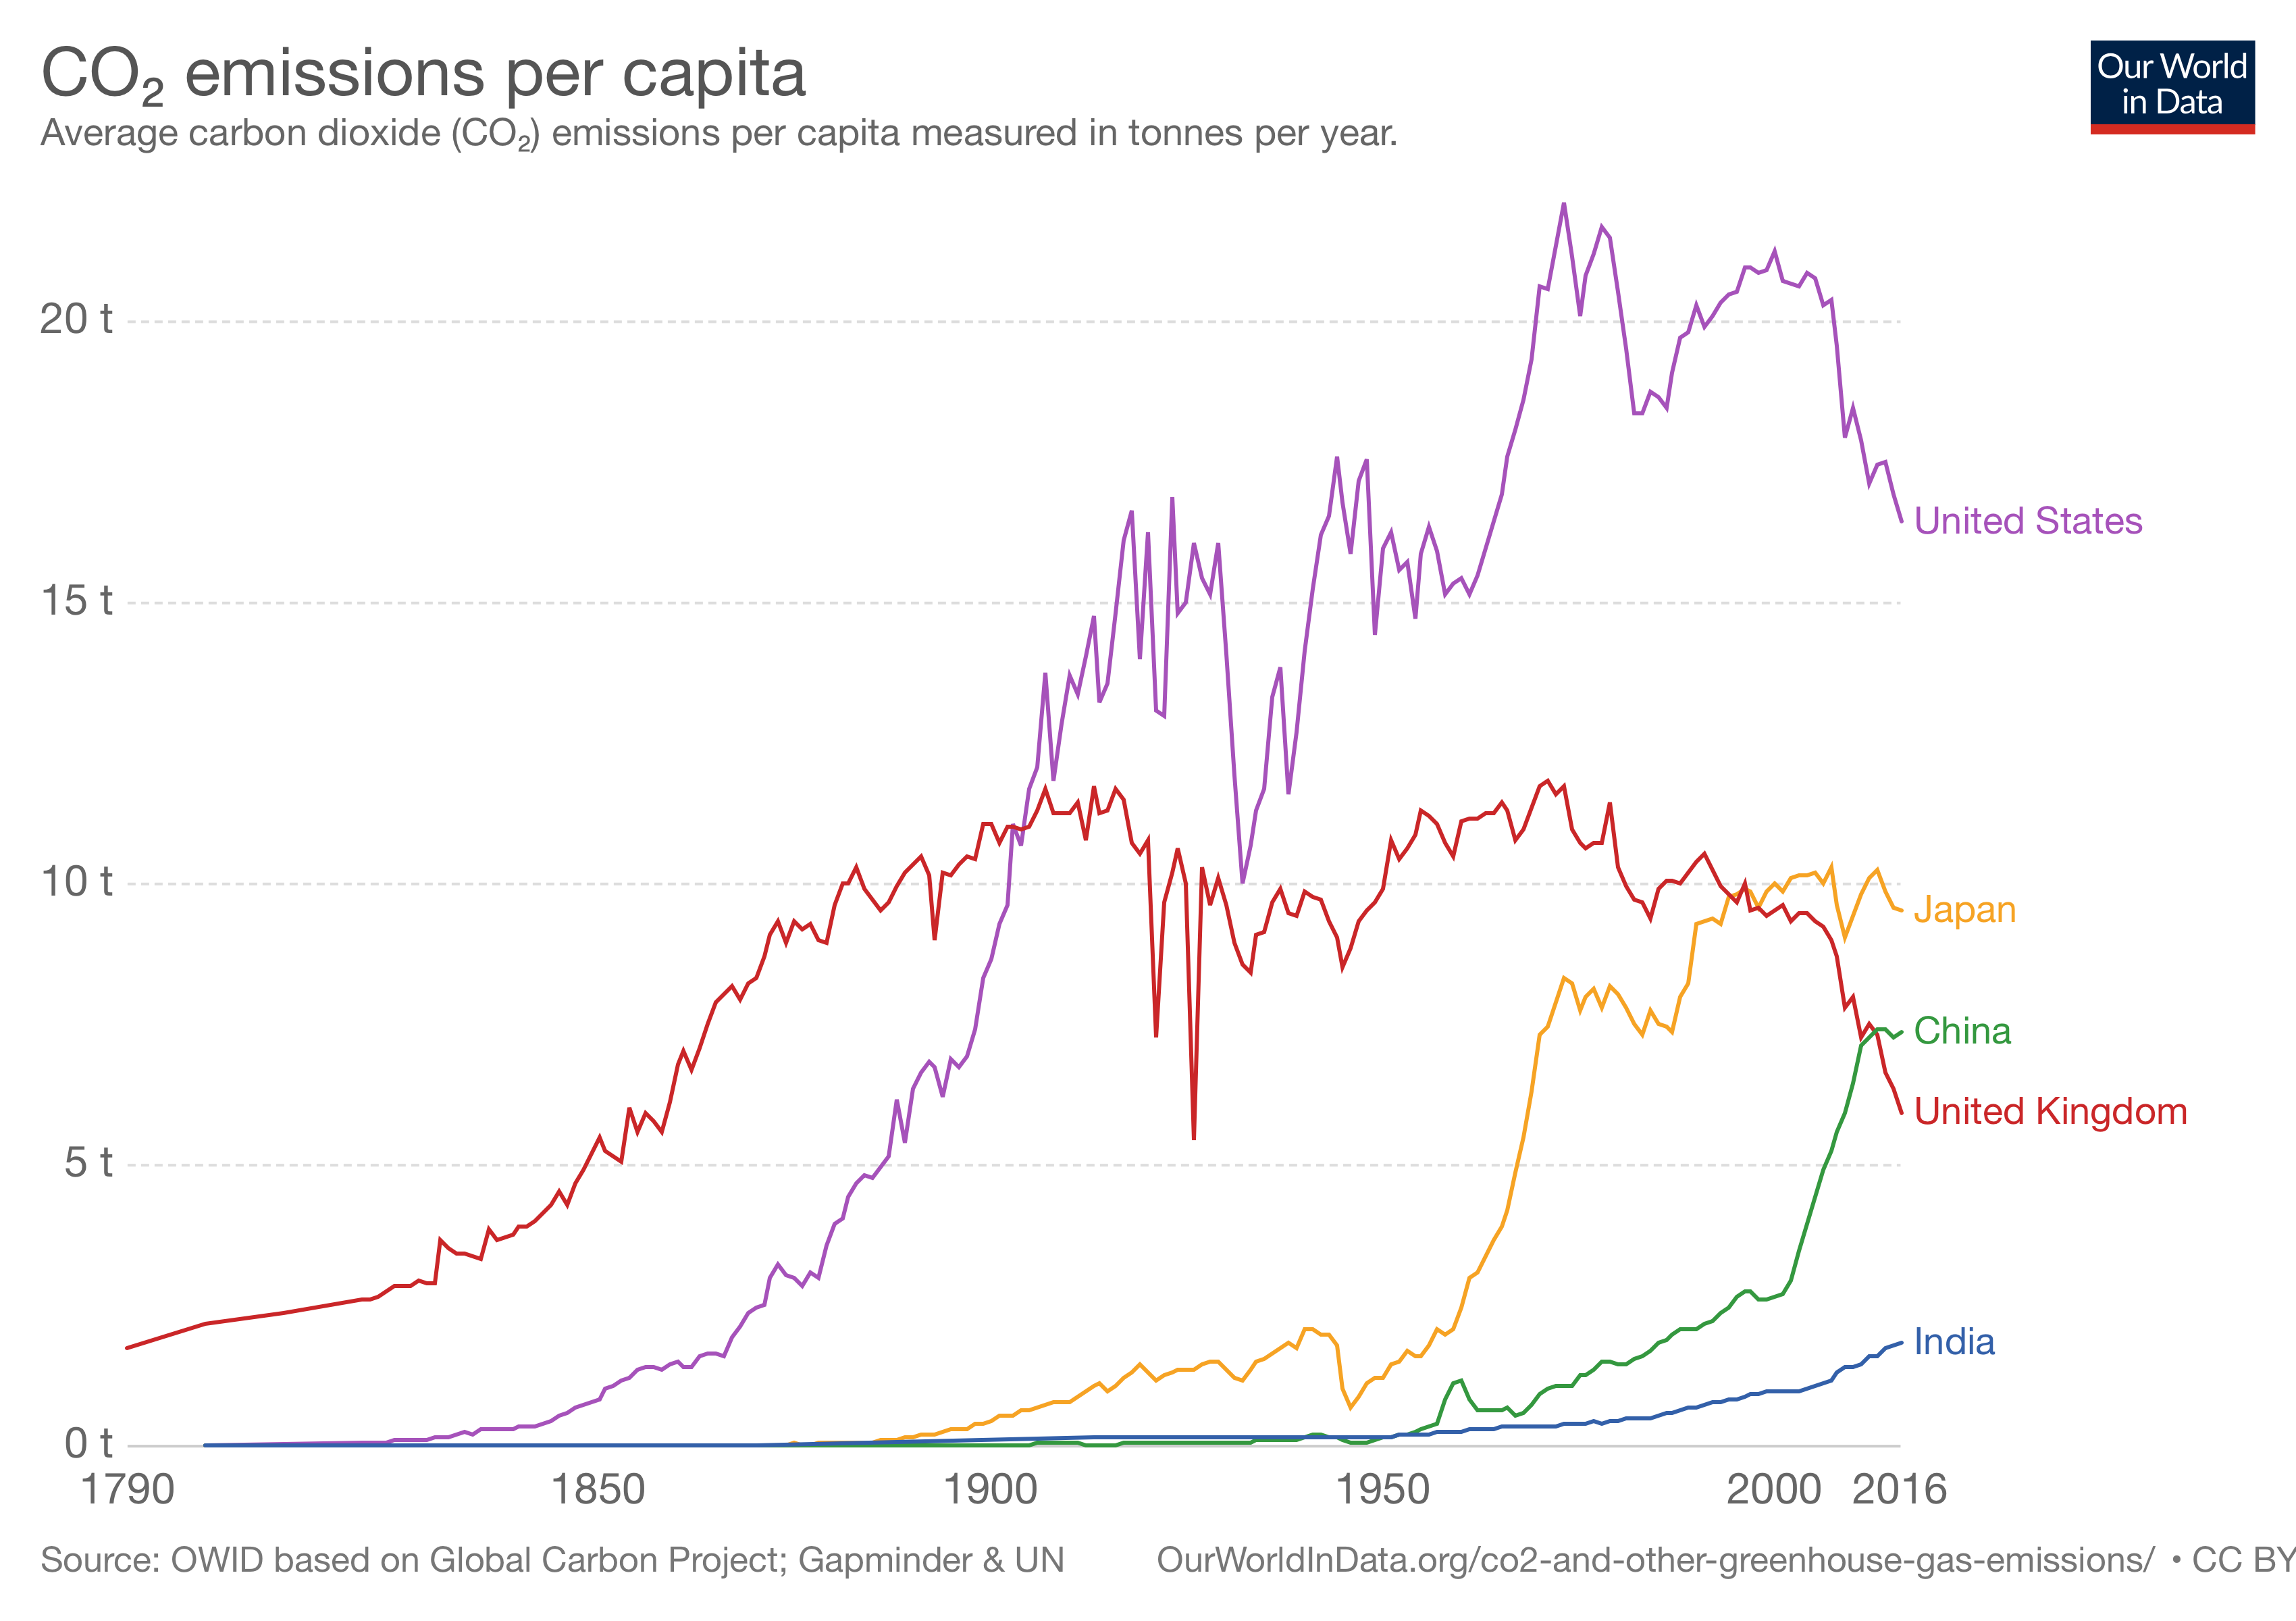 CO₂ emissions per capita
Average carbon dioxide (CO₂) emissions per capita measured in tonnes per year.
Our World
in Data
20 t
15 t
10 t
5 t
0 t
United States
Japan
China
United Kingdom
India
1790 1850 1900 1950 2000 2016
Source: OWID based on Global Carbon Project; Gapminder & UN OurWorldInData.org/co2-and-other-greenhouse-gas-emissions/ • CC BY